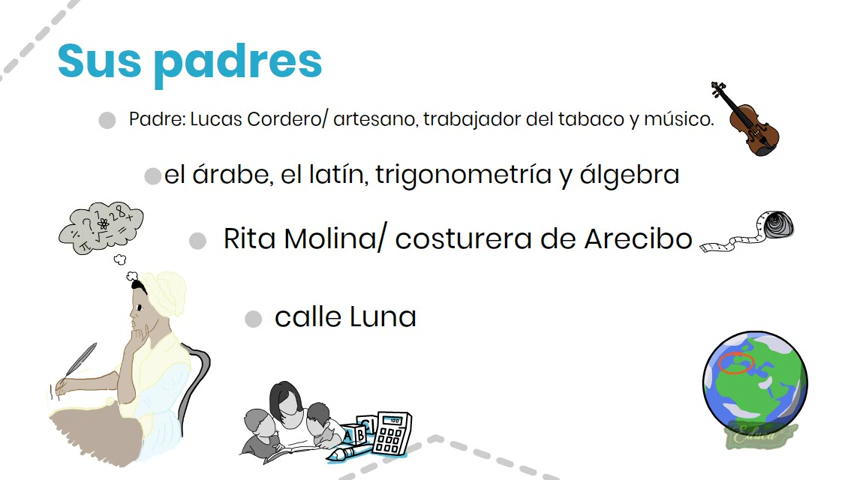 Sus padres
Padre: Lucas Cordero/ artesano, trabajador del tabaco y músico.
el árabe, el latín, trigonometría y álgebra
Rita Molina/ costurera de Arecibo
calle Luna